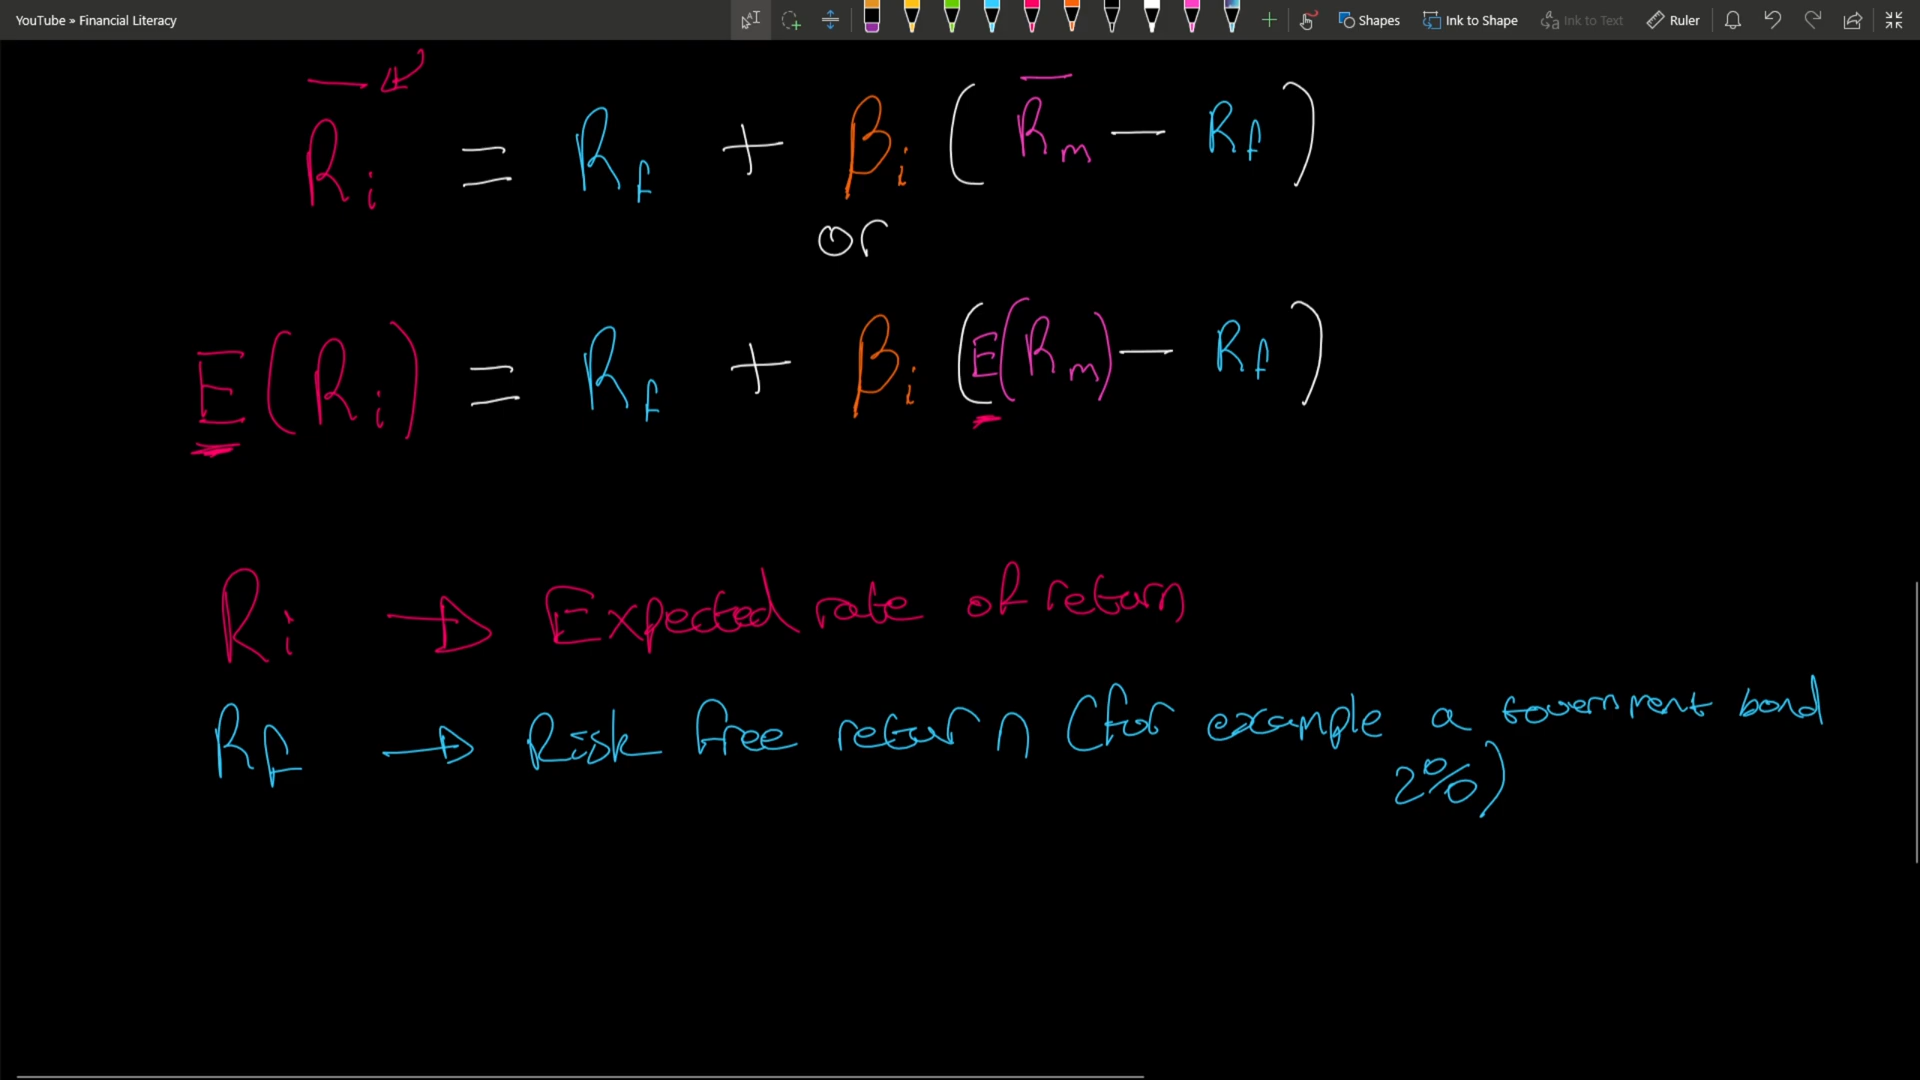 YouTube » Financial Literacy
Shapes
Ink to Shape
Ink to Text
Ruler
R̅i = Rf + βi (R̅m − Rf)
or
E(Ri) = Rf + βi (E(Rm) − Rf)
Ri → Expected rate of return
Rf → Risk free return (for example a Government bond
2%)